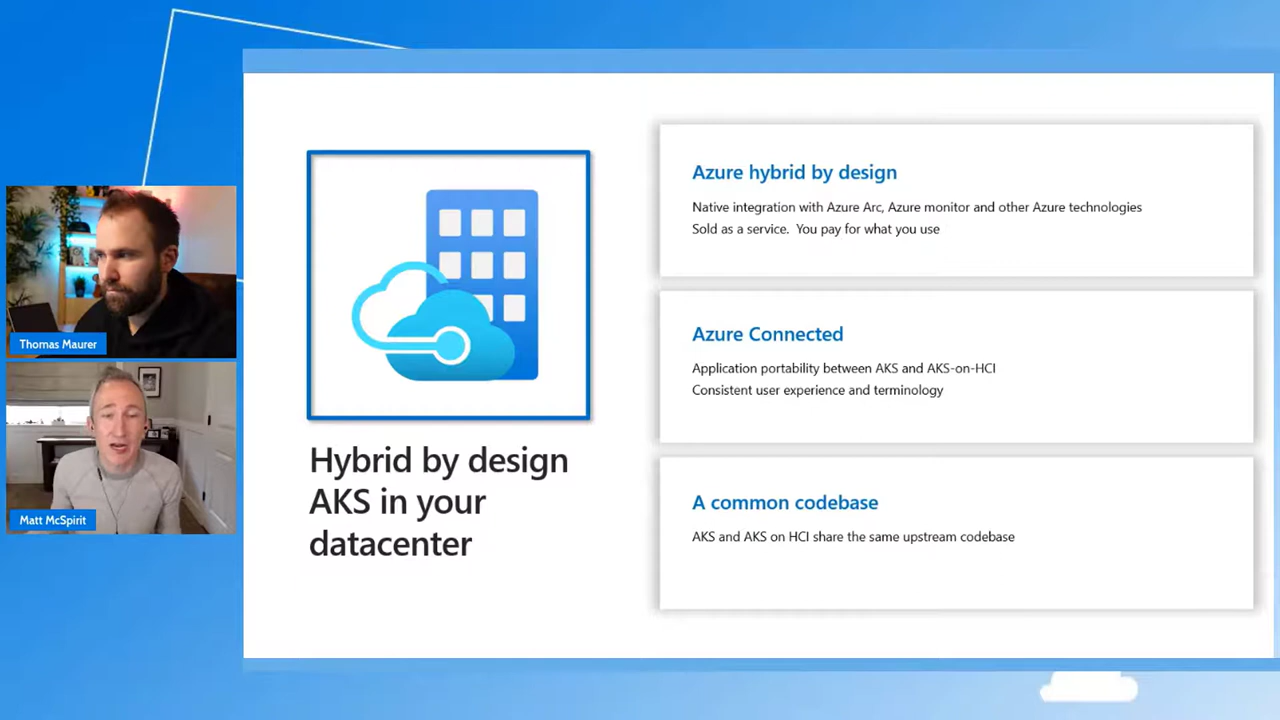 Thomas Maurer
Matt McSpirit
Hybrid by design
AKS in your
datacenter
Azure hybrid by design
Native integration with Azure Arc, Azure monitor and other Azure technologies
Sold as a service.  You pay for what you use
Azure Connected
Application portability between AKS and AKS-on-HCI
Consistent user experience and terminology
A common codebase
AKS and AKS on HCI share the same upstream codebase